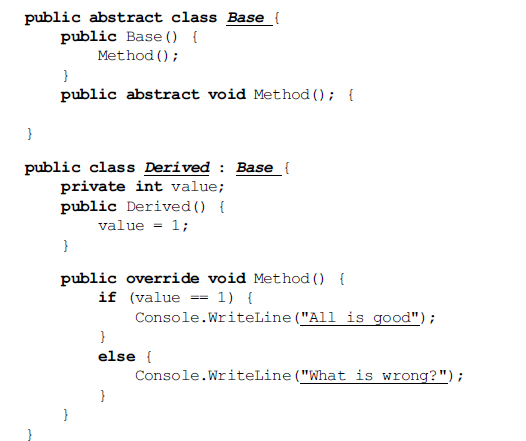 public abstract class Base {
public Base() {
Method();
}
public abstract void Method(); {
}
public class Derived : Base {
private int value;
public Derived() {
value = 1;
}
public override void Method() {
if (value == 1) {
Console.WriteLine("All is good");
}
else {
Console.WriteLine("What is wrong?");
}
}
}